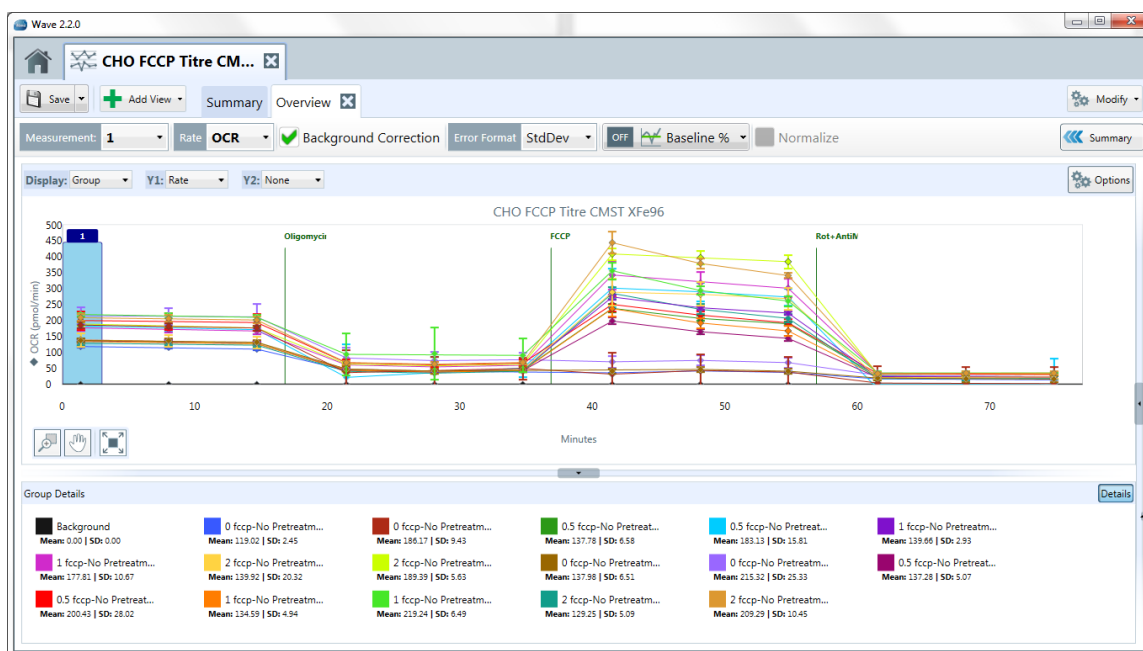 Wave 2.2.0
CHO FCCP Titre CM...
Save Add View Summary Overview Modify
Measurement: 1 Rate OCR Background Correction Error Format StdDev OFF Baseline % Normalize Summary
Display: Group Y1: Rate Y2: None Options
CHO FCCP Titre CMST XFe96
500
450
400
350
300
250
200
150
100
50
0
OCR (pmol/min)
1 Oligomycin FCCP Rot+AntiM
0 10 20 30 40 50 60 70
Minutes
Group Details Details
Background 0 fccp-No Pretreatm... 0 fccp-No Pretreatm... 0.5 fccp-No Pretreat... 0.5 fccp-No Pretreat... 1 fccp-No Pretreatm...
Mean: 0.00 | SD: 0.00 Mean: 119.02 | SD: 2.45 Mean: 186.17 | SD: 9.43 Mean: 137.78 | SD: 6.58 Mean: 183.13 | SD: 15.81 Mean: 139.66 | SD: 2.93
1 fccp-No Pretreatm... 2 fccp-No Pretreatm... 2 fccp-No Pretreatm... 0 fccp-No Pretreatm... 0 fccp-No Pretreatm... 0.5 fccp-No Pretreat...
Mean: 177.81 | SD: 10.67 Mean: 139.92 | SD: 20.32 Mean: 189.39 | SD: 5.63 Mean: 137.98 | SD: 6.51 Mean: 215.32 | SD: 25.33 Mean: 137.28 | SD: 5.07
0.5 fccp-No Pretreat... 1 fccp-No Pretreatm... 1 fccp-No Pretreatm... 2 fccp-No Pretreatm... 2 fccp-No Pretreatm...
Mean: 200.43 | SD: 28.02 Mean: 134.59 | SD: 4.94 Mean: 219.24 | SD: 6.49 Mean: 129.25 | SD: 5.09 Mean: 209.29 | SD: 10.45